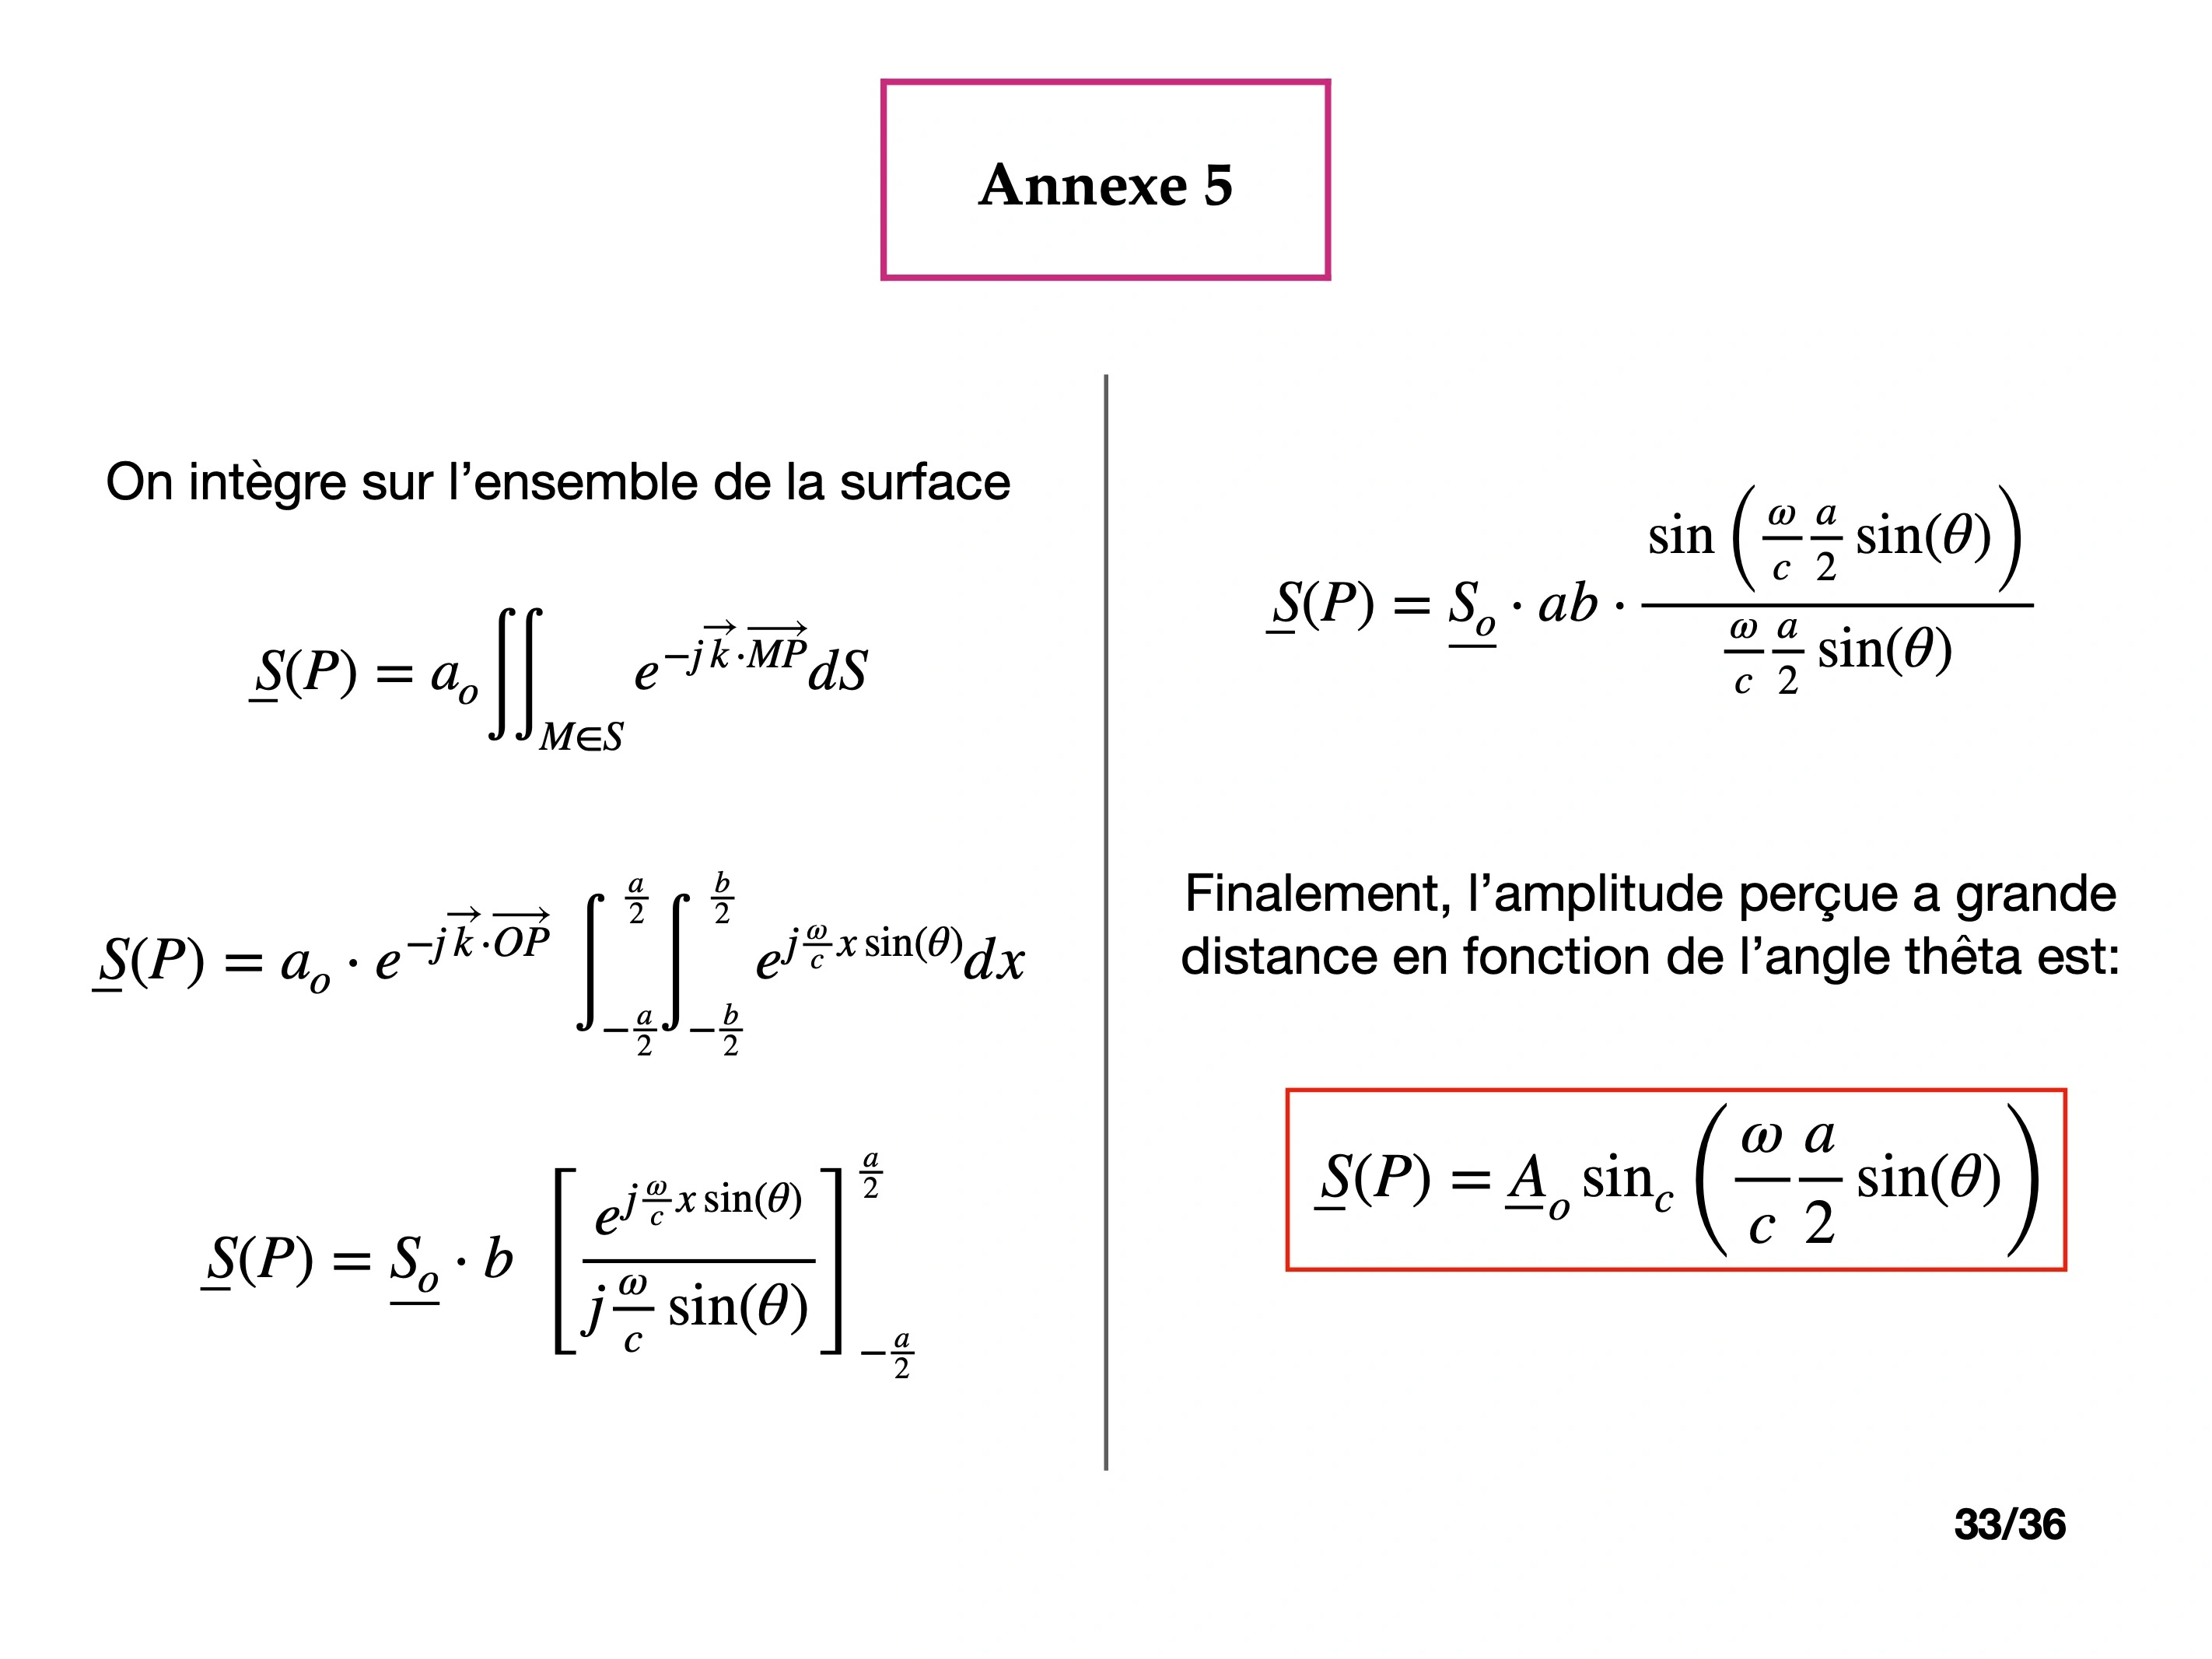 Annexe 5
On intègre sur l'ensemble de la surface
$\underline{S}(P) = a_o \iint_{M \in S} e^{-j\overrightarrow{k} \cdot \overrightarrow{MP}} dS$
$\underline{S}(P) = a_o \cdot e^{-j\overrightarrow{k} \cdot \overrightarrow{OP}} \int_{-\frac{a}{2}}^{\frac{a}{2}} \int_{-\frac{b}{2}}^{\frac{b}{2}} e^{j\frac{\omega}{c} x \sin(\theta)} dx$
$\underline{S}(P) = \underline{S_o} \cdot b \left[ \frac{e^{j\frac{\omega}{c} x \sin(\theta)}}{j\frac{\omega}{c} \sin(\theta)} \right]_{-\frac{a}{2}}^{\frac{a}{2}}$
$\underline{S}(P) = \underline{S_o} \cdot ab \cdot \frac{\sin\left(\frac{\omega}{c}\frac{a}{2}\sin(\theta)\right)}{\frac{\omega}{c}\frac{a}{2}\sin(\theta)}$
Finalement, l'amplitude perçue a grande
distance en fonction de l'angle thêta est:
$\underline{S}(P) = \underline{A}_o \sin_c \left( \frac{\omega}{c}\frac{a}{2}\sin(\theta) \right)$
33/36